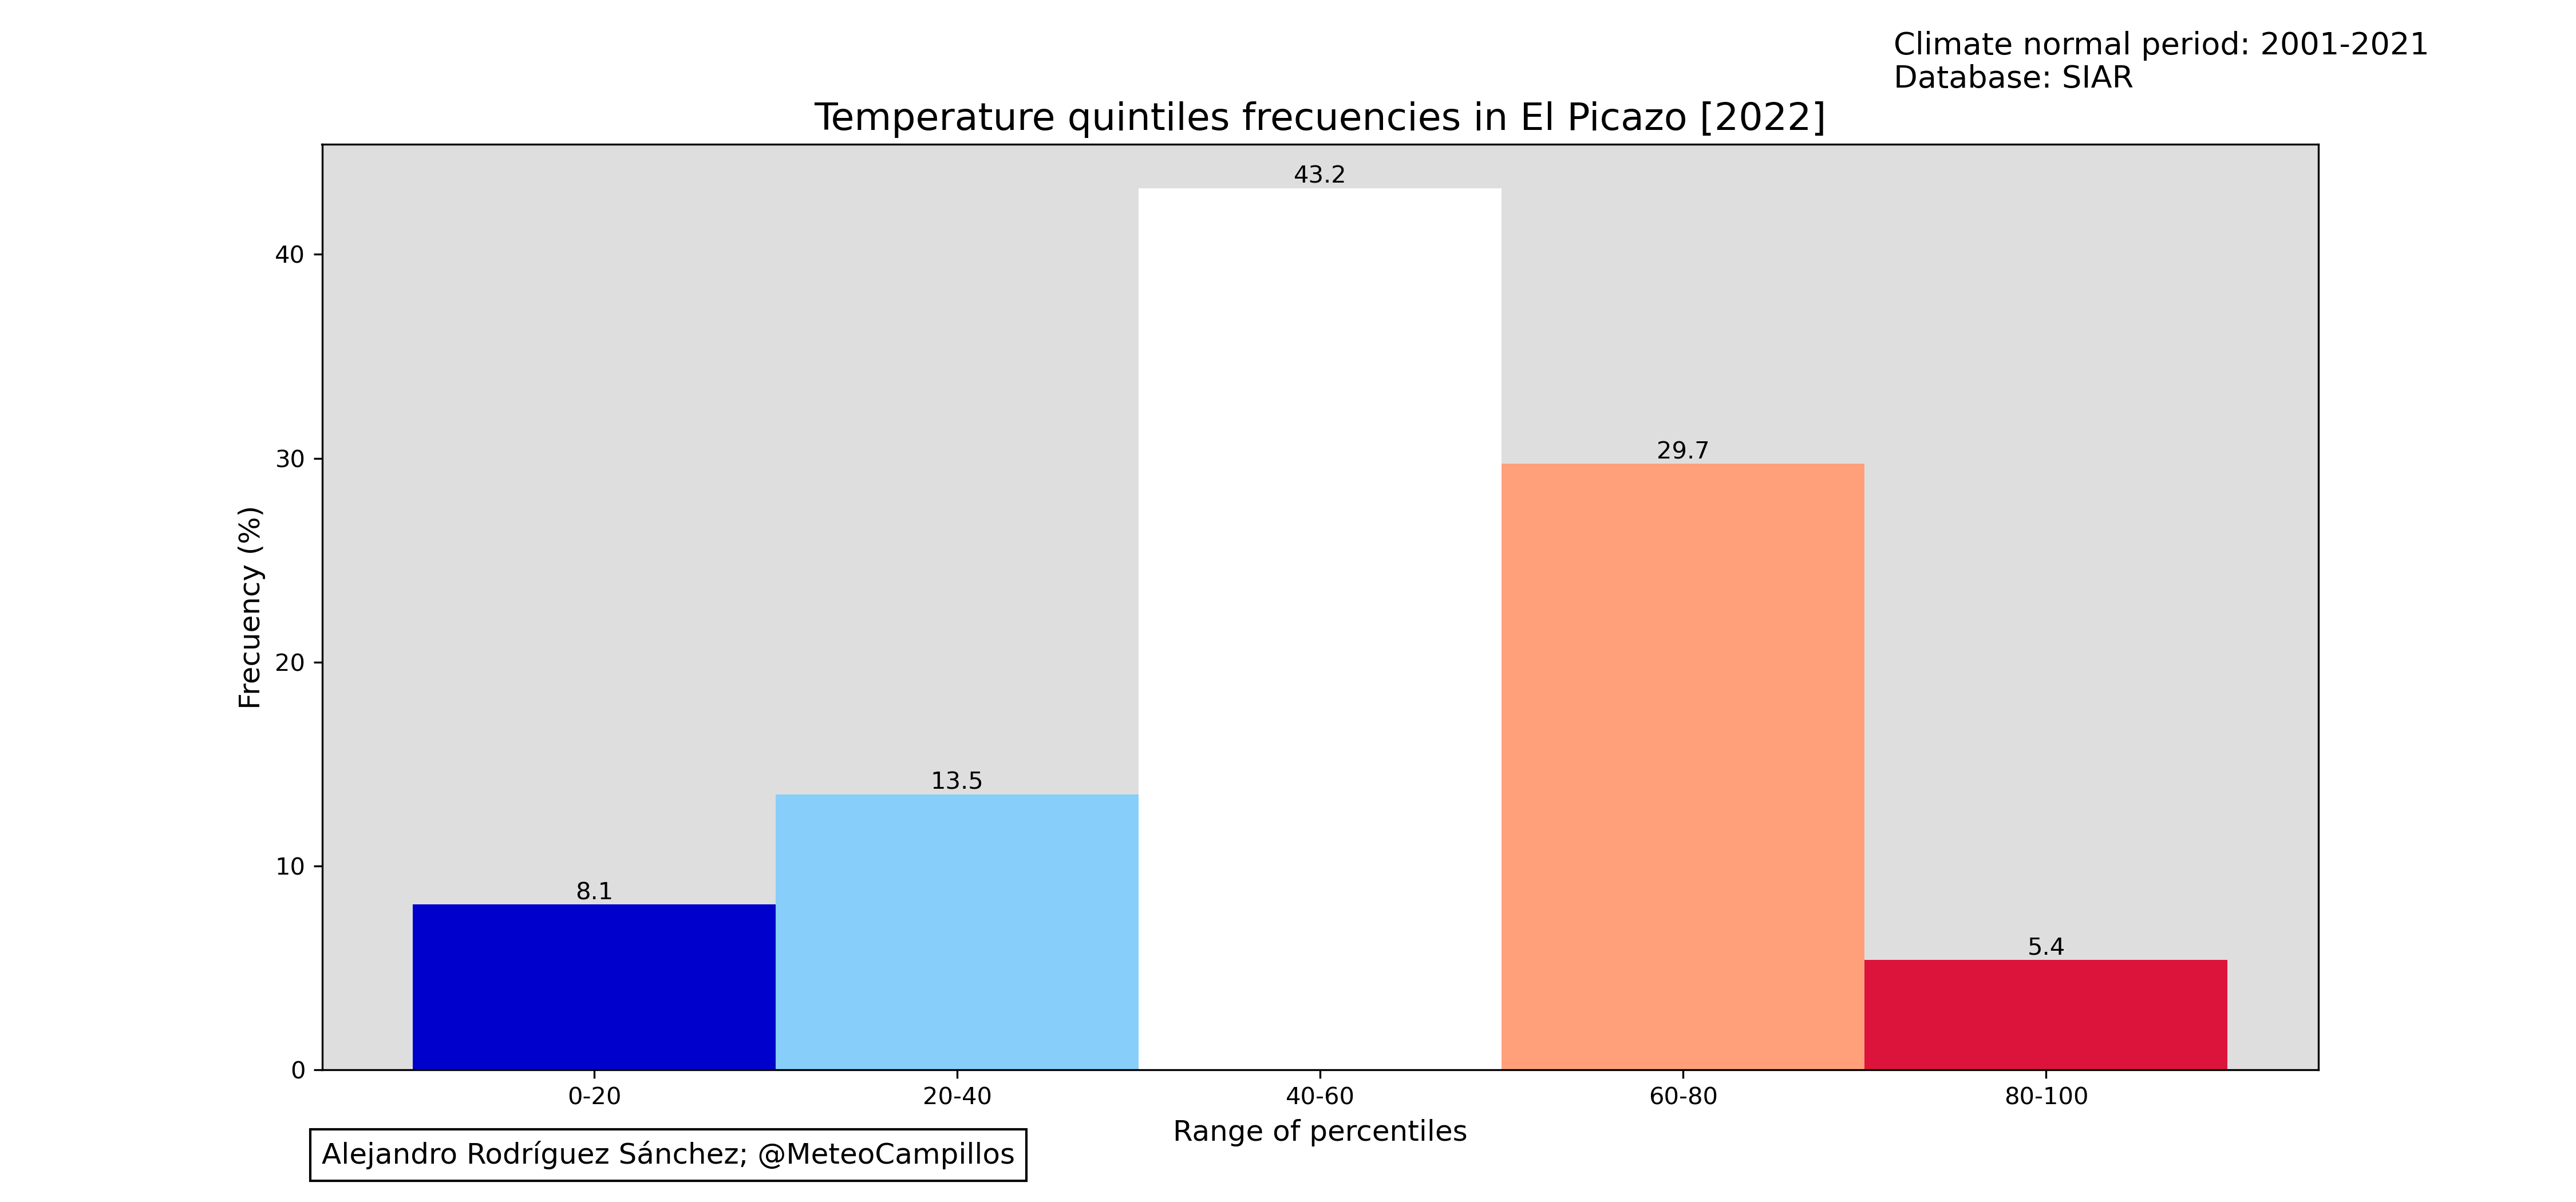 Climate normal period: 2001-2021
Database: SIAR
Temperature quintiles frecuencies in El Picazo [2022]
Frecuency (%)
40
30
20
10
0
43.2
29.7
13.5
8.1
5.4
0-20
20-40
40-60
60-80
80-100
Range of percentiles
Alejandro Rodríguez Sánchez; @MeteoCampillos